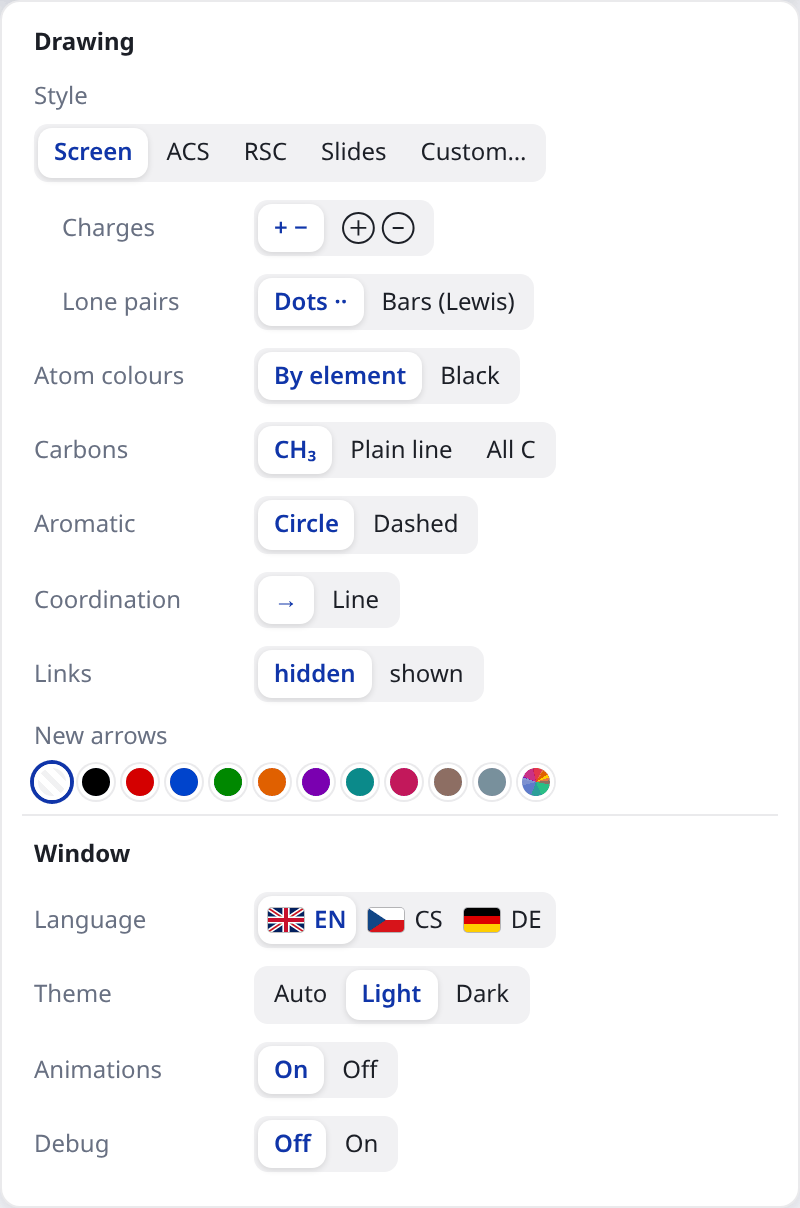 Drawing
Style
Screen ACS RSC Slides Custom...
Charges + − ⊕ ⊖
Lone pairs Dots ·· Bars (Lewis)
Atom colours By element Black
Carbons CH₃ Plain line All C
Aromatic Circle Dashed
Coordination → Line
Links hidden shown
New arrows
Window
Language EN CS DE
Theme Auto Light Dark
Animations On Off
Debug Off On